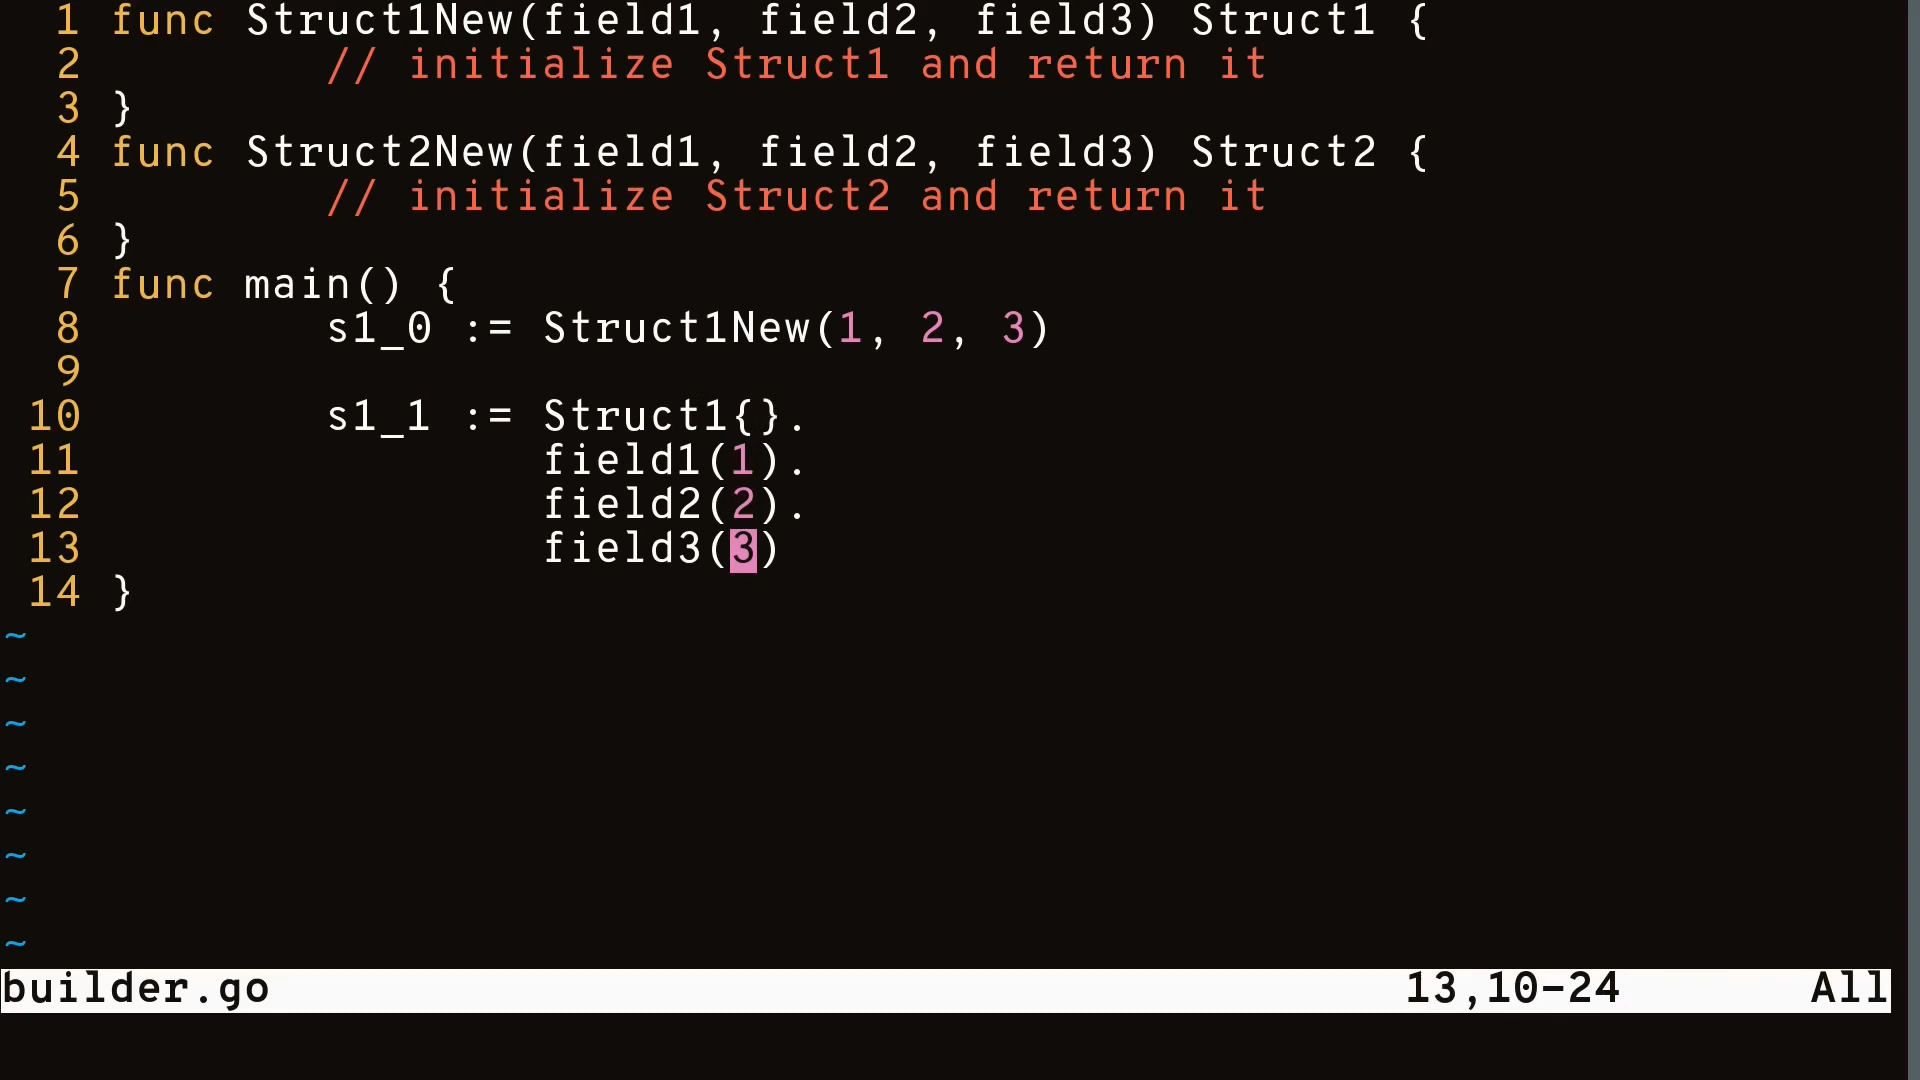 1 func Struct1New(field1, field2, field3) Struct1 {
2         // initialize Struct1 and return it
3 }
4 func Struct2New(field1, field2, field3) Struct2 {
5         // initialize Struct2 and return it
6 }
7 func main() {
8         s1_0 := Struct1New(1, 2, 3)
9
10         s1_1 := Struct1{}.
11                 field1(1).
12                 field2(2).
13                 field3(3)
14 }
~
~
~
~
~
~
~
~
builder.go 13,10-24 All